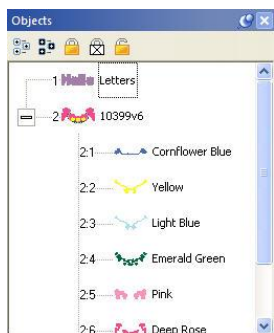 Objects
1 Hello Letters
2 10399v6
2:1 Cornflower Blue
2:2 Yellow
2:3 Light Blue
2:4 Emerald Green
2:5 Pink
2:6 Deep Rose